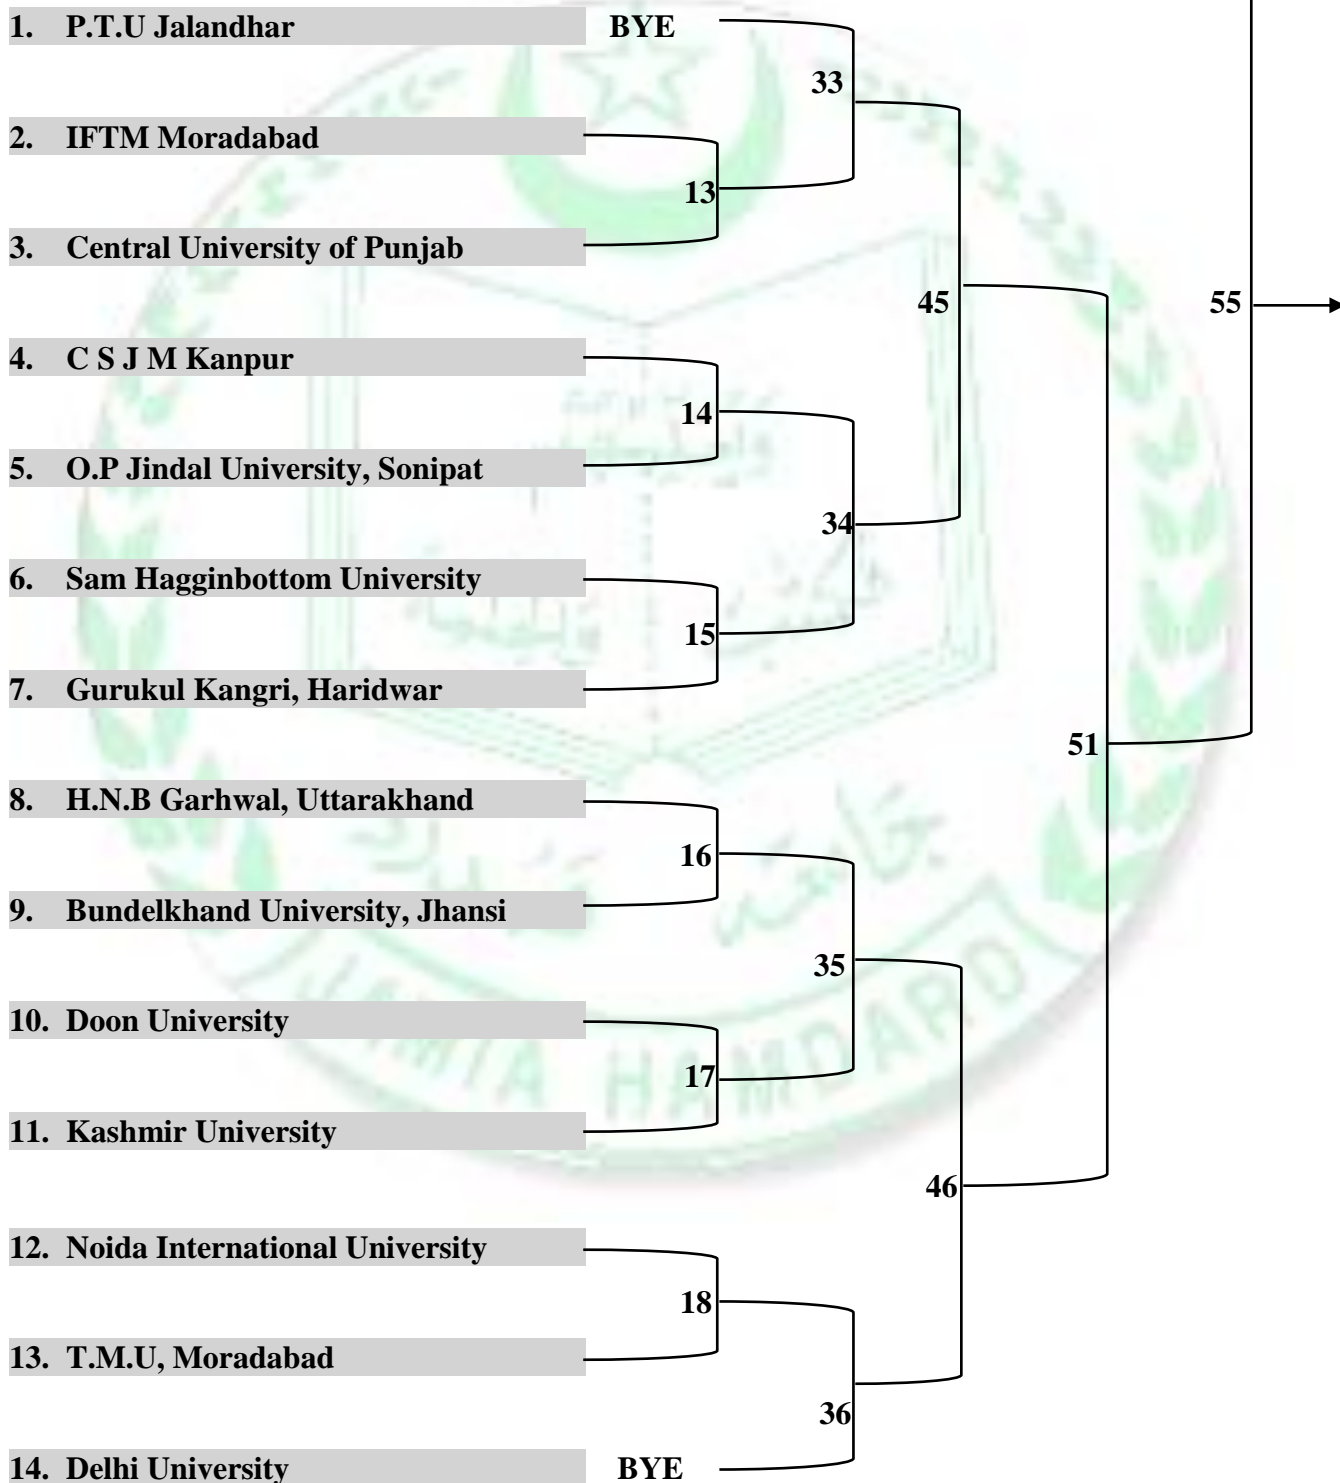 1. P.T.U Jalandhar BYE
33
2. IFTM Moradabad
13
3. Central University of Punjab
45
55
4. C S J M Kanpur
14
5. O.P Jindal University, Sonipat
34
6. Sam Hagginbottom University
15
7. Gurukul Kangri, Haridwar
51
8. H.N.B Garhwal, Uttarakhand
16
9. Bundelkhand University, Jhansi
35
10. Doon University
17
11. Kashmir University
46
12. Noida International University
18
13. T.M.U, Moradabad
36
14. Delhi University BYE
JAMIA HAMDARD